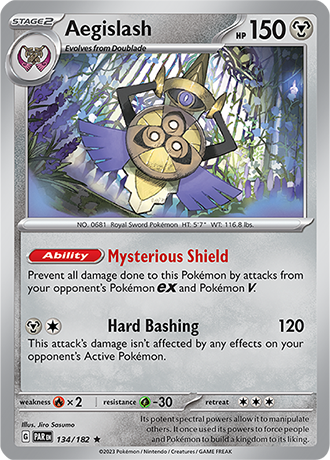 STAGE2 Aegislash HP 150
Evolves from Doublade
NO. 0681 Royal Sword Pokémon HT: 5'7" WT: 116.8 lbs.
Ability Mysterious Shield
Prevent all damage done to this Pokémon by attacks from
your opponent's Pokémon ex and Pokémon V.
Hard Bashing 120
This attack's damage isn't affected by any effects on your
opponent's Active Pokémon.
weakness ×2 resistance -30 retreat
Illus. Jiro Sasumo
G PAR EN 134/182 ★
Its potent spectral powers allow it to manipulate
others. It once used its powers to force people
and Pokémon to build a kingdom to its liking.
©2023 Pokémon / Nintendo / Creatures / GAME FREAK